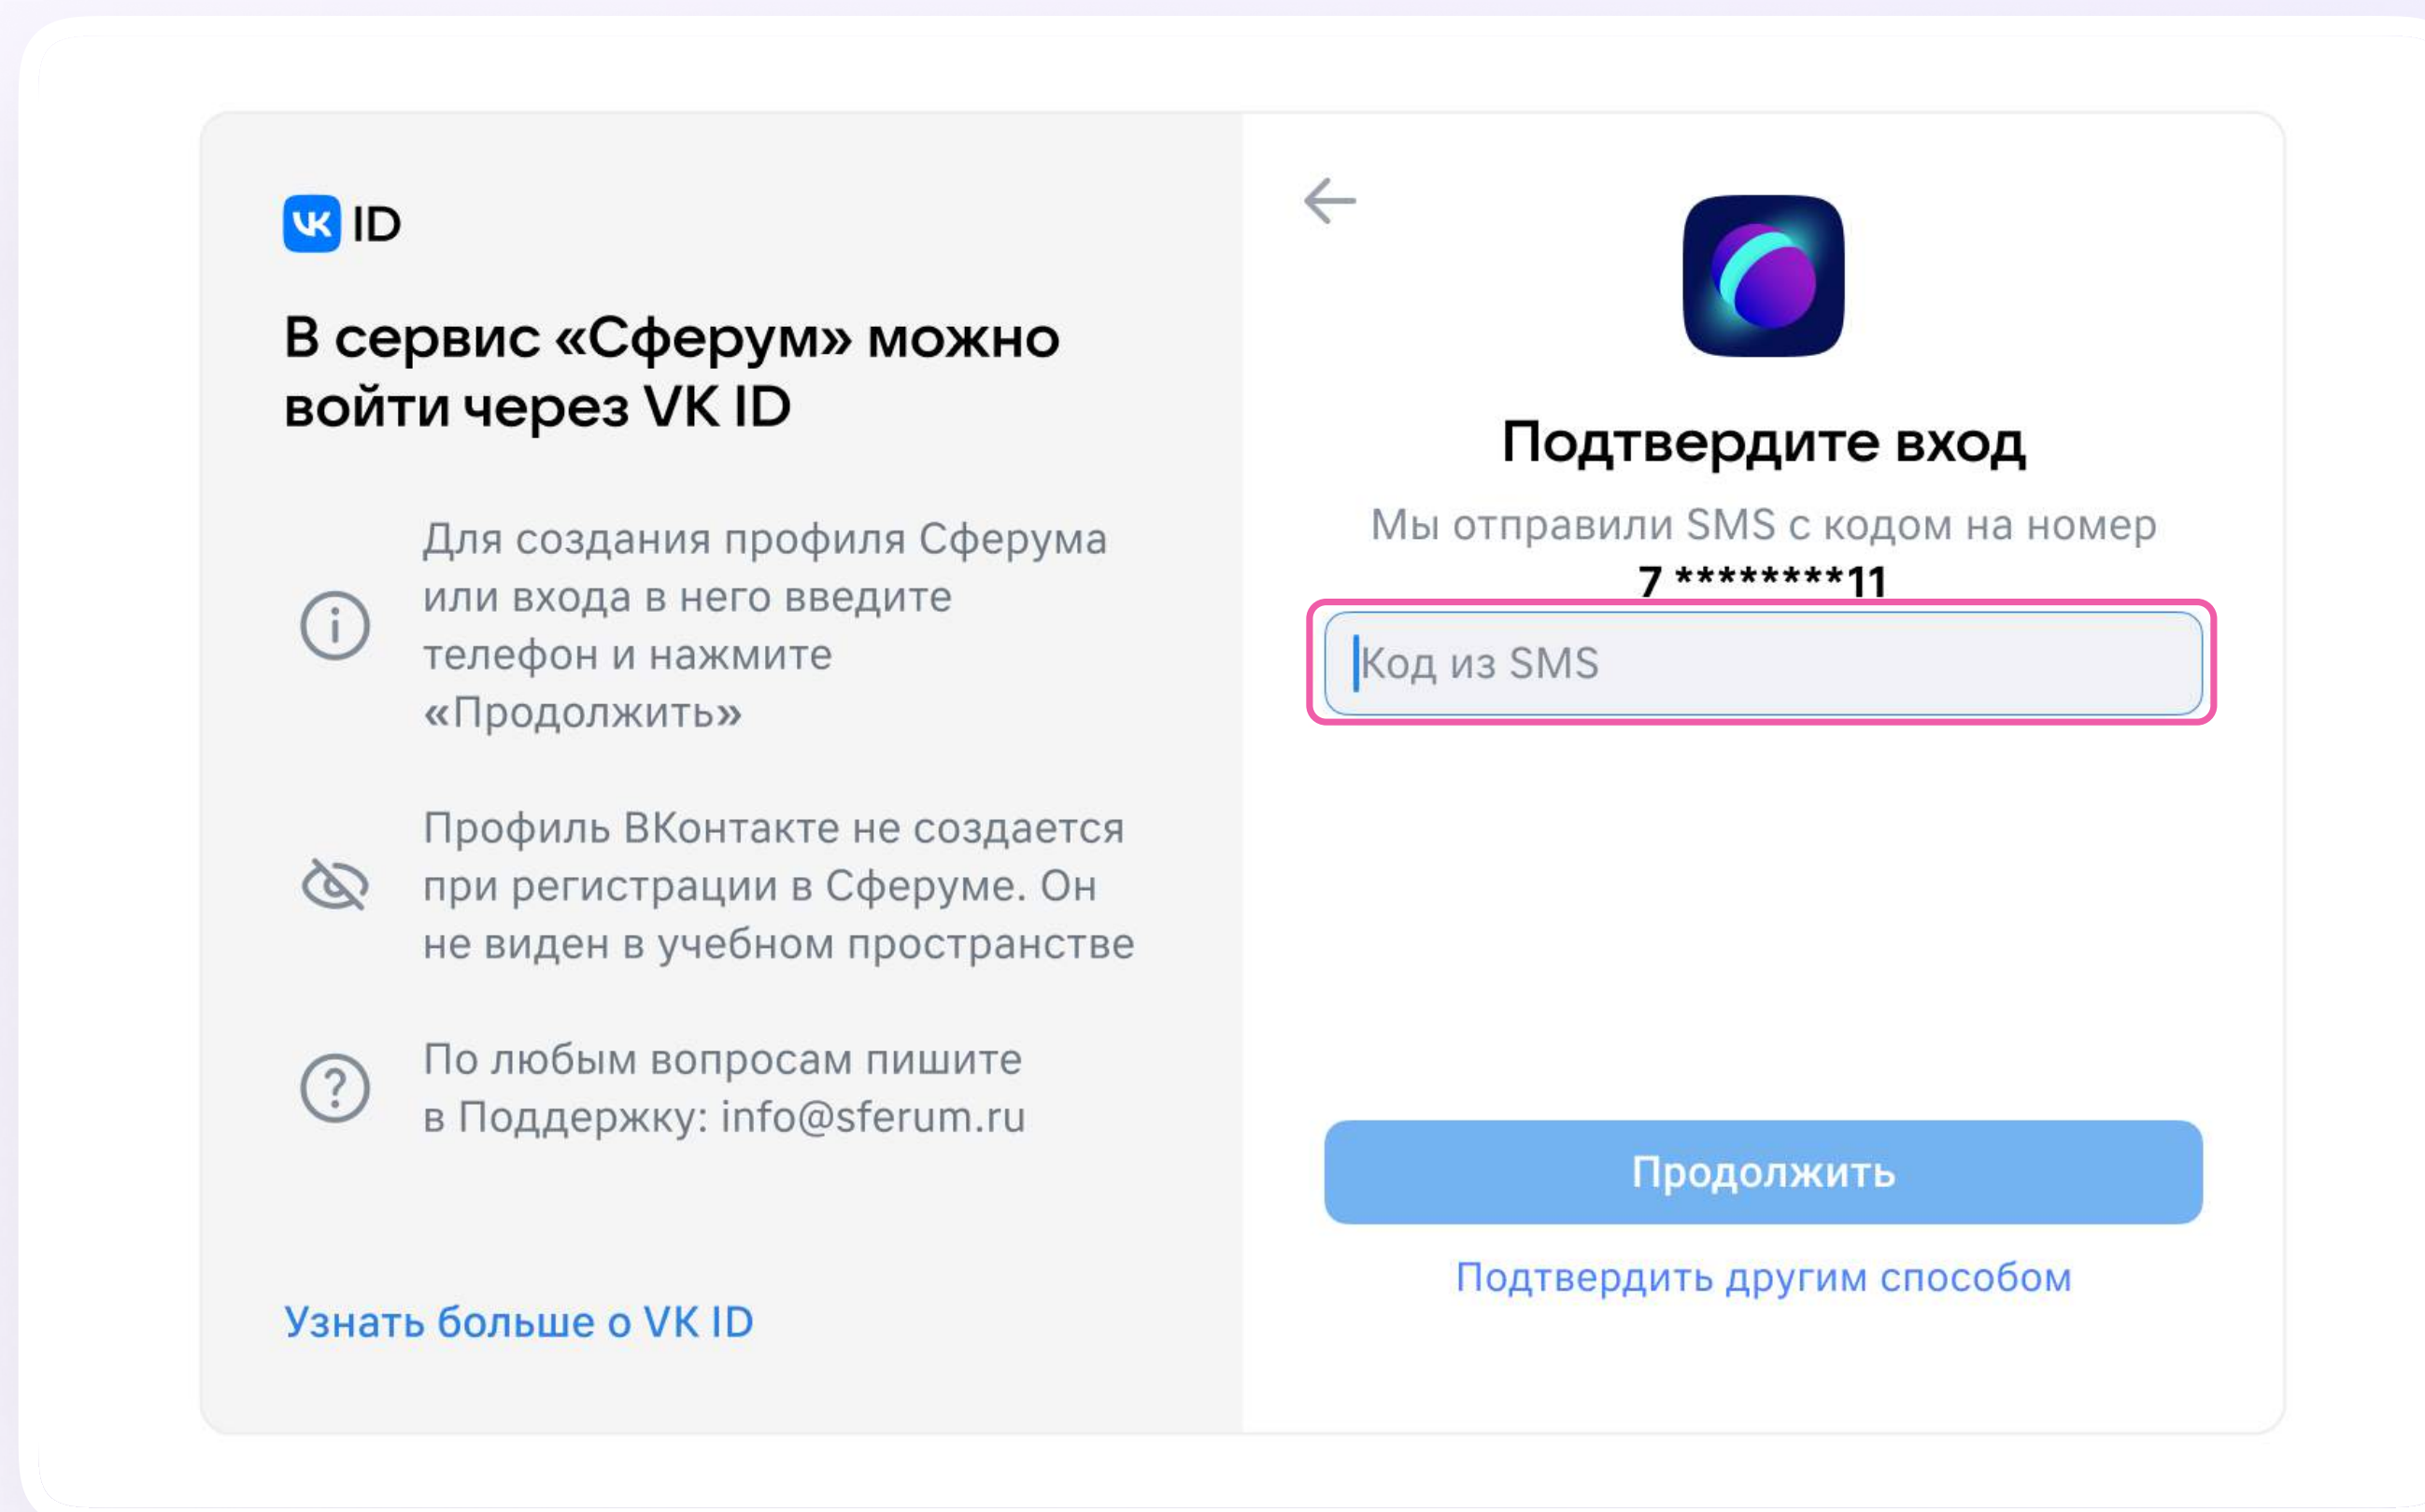 VK ID
В сервис «Сферум» можно
войти через VK ID
Для создания профиля Сферума
или входа в него введите
телефон и нажмите
«Продолжить»
Профиль ВКонтакте не создается
при регистрации в Сферуме. Он
не виден в учебном пространстве
По любым вопросам пишите
в Поддержку: info@sferum.ru
Узнать больше о VK ID
Подтвердите вход
Мы отправили SMS с кодом на номер
7 ********11
Код из SMS
Продолжить
Подтвердить другим способом